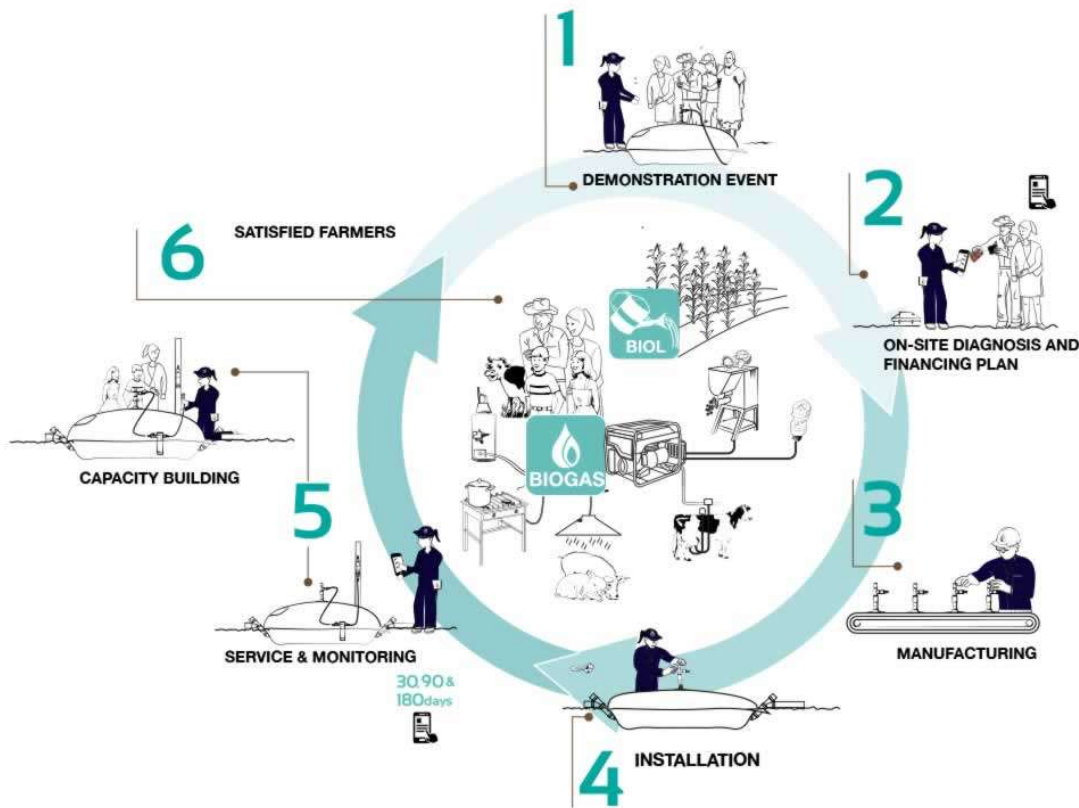 1
DEMONSTRATION EVENT
2
ON-SITE DIAGNOSIS AND
FINANCING PLAN
3
MANUFACTURING
4
INSTALLATION
5
SERVICE & MONITORING
30,90 &
180days
CAPACITY BUILDING
6
SATISFIED FARMERS
BIOL
BIOGAS